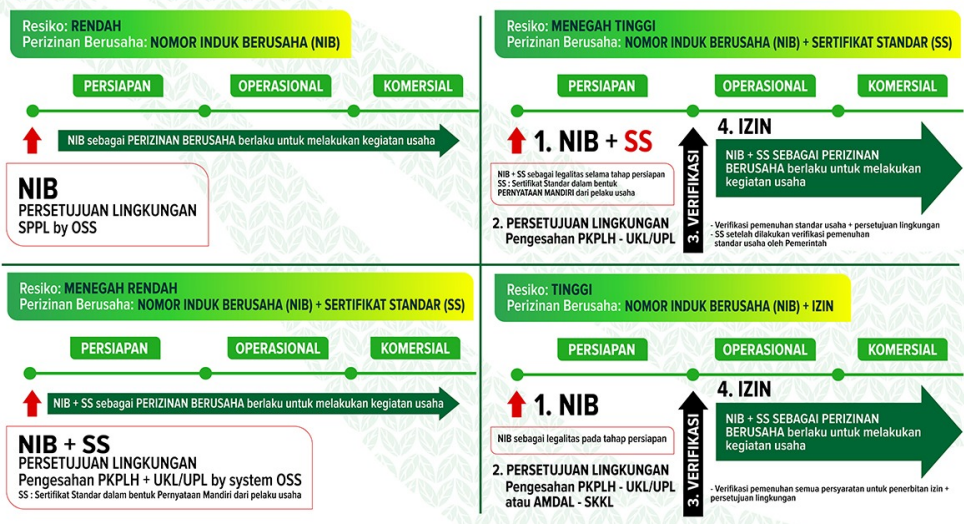 Resiko: RENDAH
Perizinan Berusaha: NOMOR INDUK BERUSAHA (NIB)
PERSIAPAN
OPERASIONAL
KOMERSIAL
NIB sebagai PERIZINAN BERUSAHA berlaku untuk melakukan kegiatan usaha
NIB
PERSETUJUAN LINGKUNGAN
SPPL by OSS
Resiko: MENEGAH TINGGI
Perizinan Berusaha: NOMOR INDUK BERUSAHA (NIB) + SERTIFIKAT STANDAR (SS)
PERSIAPAN
OPERASIONAL
KOMERSIAL
1. NIB + SS
NIB + SS sebagai legalitas selama tahap persiapan
SS : Sertifikat Standar dalam bentuk
PERNYATAAN MANDIRI dari pelaku usaha
2. PERSETUJUAN LINGKUNGAN
Pengesahan PKPLH - UKL/UPL
3. VERIFIKASI
4. IZIN
NIB + SS SEBAGAI PERIZINAN
BERUSAHA berlaku untuk melakukan
kegiatan usaha
- Verifikasi pemenuhan standar usaha + persetujuan lingkungan
- SS setelah dilakukan verifikasi pemenuhan
standar usaha oleh Pemerintah
Resiko: MENEGAH RENDAH
Perizinan Berusaha: NOMOR INDUK BERUSAHA (NIB) + SERTIFIKAT STANDAR (SS)
PERSIAPAN
OPERASIONAL
KOMERSIAL
NIB + SS sebagai PERIZINAN BERUSAHA berlaku untuk melakukan kegiatan usaha
NIB + SS
PERSETUJUAN LINGKUNGAN
Pengesahan PKPLH + UKL/UPL by system OSS
SS : Sertifikat Standar dalam bentuk Pernyataan Mandiri dari pelaku usaha
Resiko: TINGGI
Perizinan Berusaha: NOMOR INDUK BERUSAHA (NIB) + IZIN
PERSIAPAN
OPERASIONAL
KOMERSIAL
1. NIB
NIB sebagai legalitas pada tahap persiapan
2. PERSETUJUAN LINGKUNGAN
Pengesahan PKPLH - UKL/UPL
atau AMDAL - SKKL
3. VERIFIKASI
4. IZIN
NIB + SS SEBAGAI PERIZINAN
BERUSAHA berlaku untuk melakukan
kegiatan usaha
- Verifikasi pemenuhan semua persyaratan untuk penerbitan izin +
persetujuan lingkungan